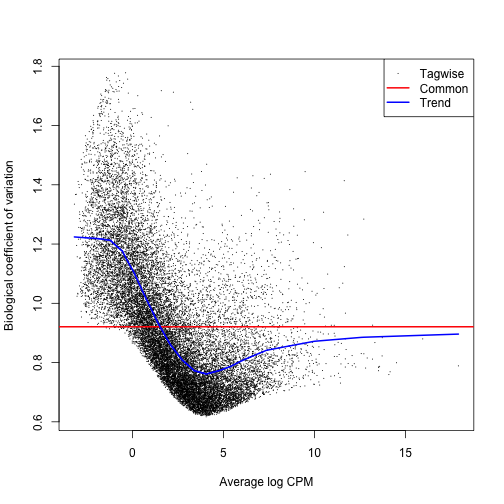 Biological coefficient of variation
1.8
1.6
1.4
1.2
1.0
0.8
0.6
Tagwise
Common
Trend
0 5 10 15
Average log CPM